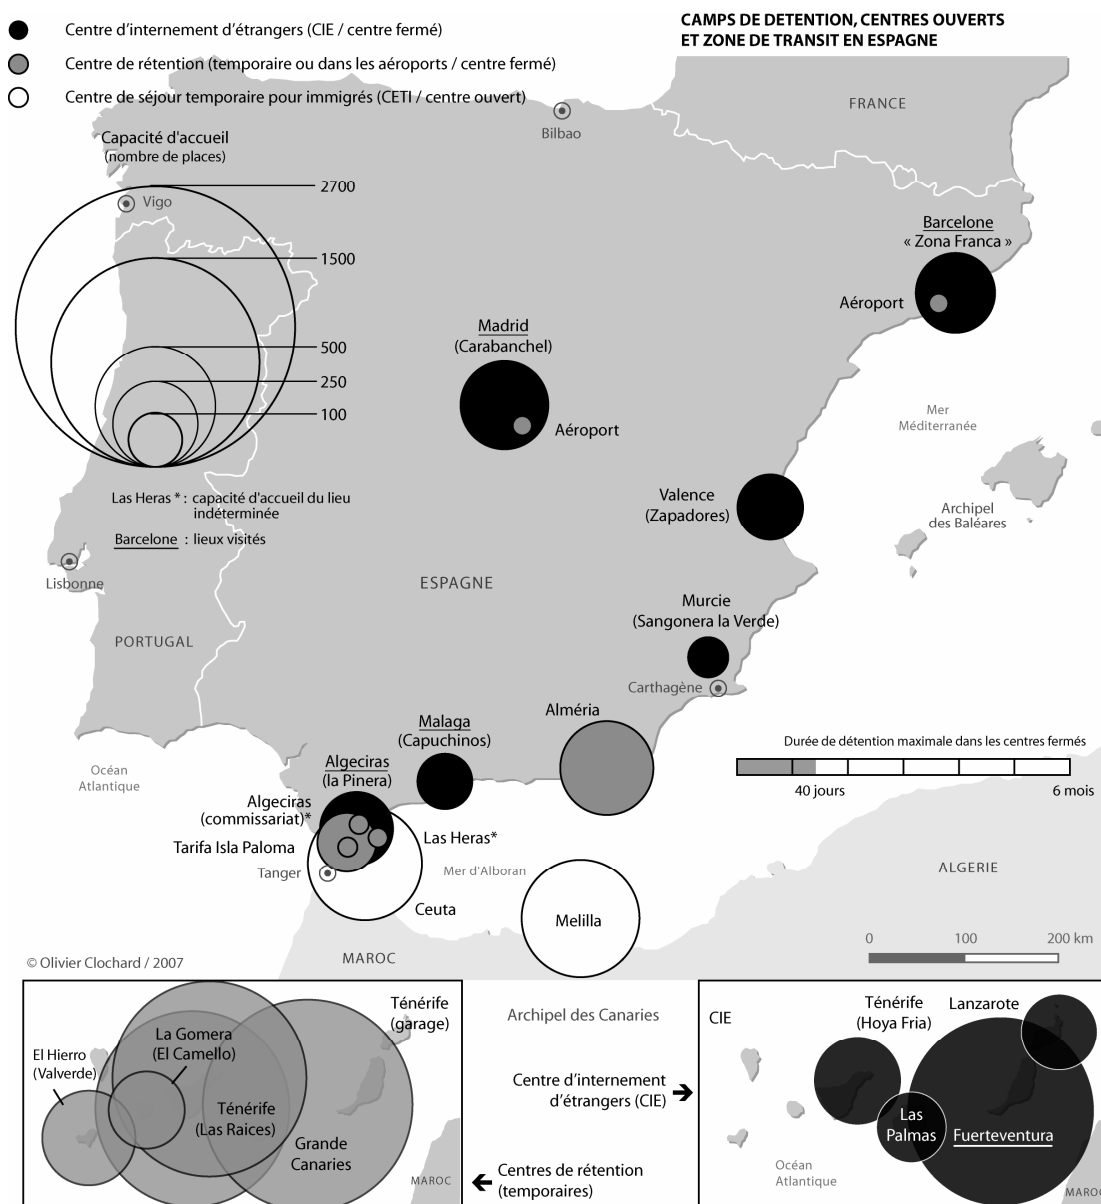 CAMPS DE DETENTION, CENTRES OUVERTS
ET ZONE DE TRANSIT EN ESPAGNE
Centre d'internement d'étrangers (CIE / centre fermé)
Centre de rétention (temporaire ou dans les aéroports / centre fermé)
Centre de séjour temporaire pour immigrés (CETI / centre ouvert)
Capacité d'accueil
(nombre de places)
2700
1500
500
250
100
Las Heras * : capacité d'accueil du lieu
indéterminée
Barcelone : lieux visités
Bilbao
FRANCE
Vigo
Barcelone
« Zona Franca »
Aéroport
Madrid
(Carabanchel)
Aéroport
Mer
Méditerranée
Valence
(Zapadores)
Archipel
des Baléares
Lisbonne
ESPAGNE
PORTUGAL
Murcie
(Sangonera la Verde)
Carthagène
Alméria
Malaga
(Capuchinos)
Algeciras
(la Pinera)
Océan
Atlantique
Algeciras
(commissariat)*
Tarifa Isla Paloma
Las Heras*
Tanger
Mer d'Alboran
Ceuta
Melilla
Durée de détention maximale dans les centres fermés
40 jours
6 mois
ALGERIE
0
100
200 km
MAROC
© Olivier Clochard / 2007
Ténérife
(garage)
La Gomera
(El Camello)
El Hierro
(Valverde)
Ténérife
(Las Raices)
Grande
Canaries
MAROC
Archipel des Canaries
Centre d'internement
d'étrangers (CIE)
Centres de rétention
(temporaires)
CIE
Ténérife
(Hoya Fria)
Lanzarote
Las
Palmas
Fuerteventura
Océan
Atlantique
MAROC